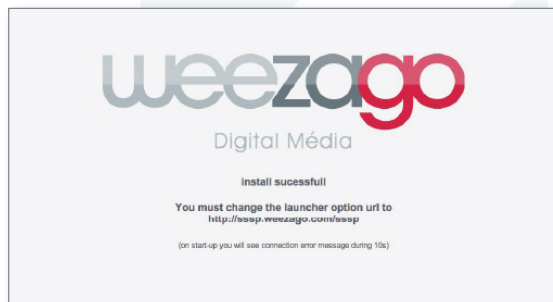 weezago
Digital Média
install sucessfull
You must change the launcher option url to
http://sssp.weezago.com/sssp
(on start-up you will see connection error message during 10s)